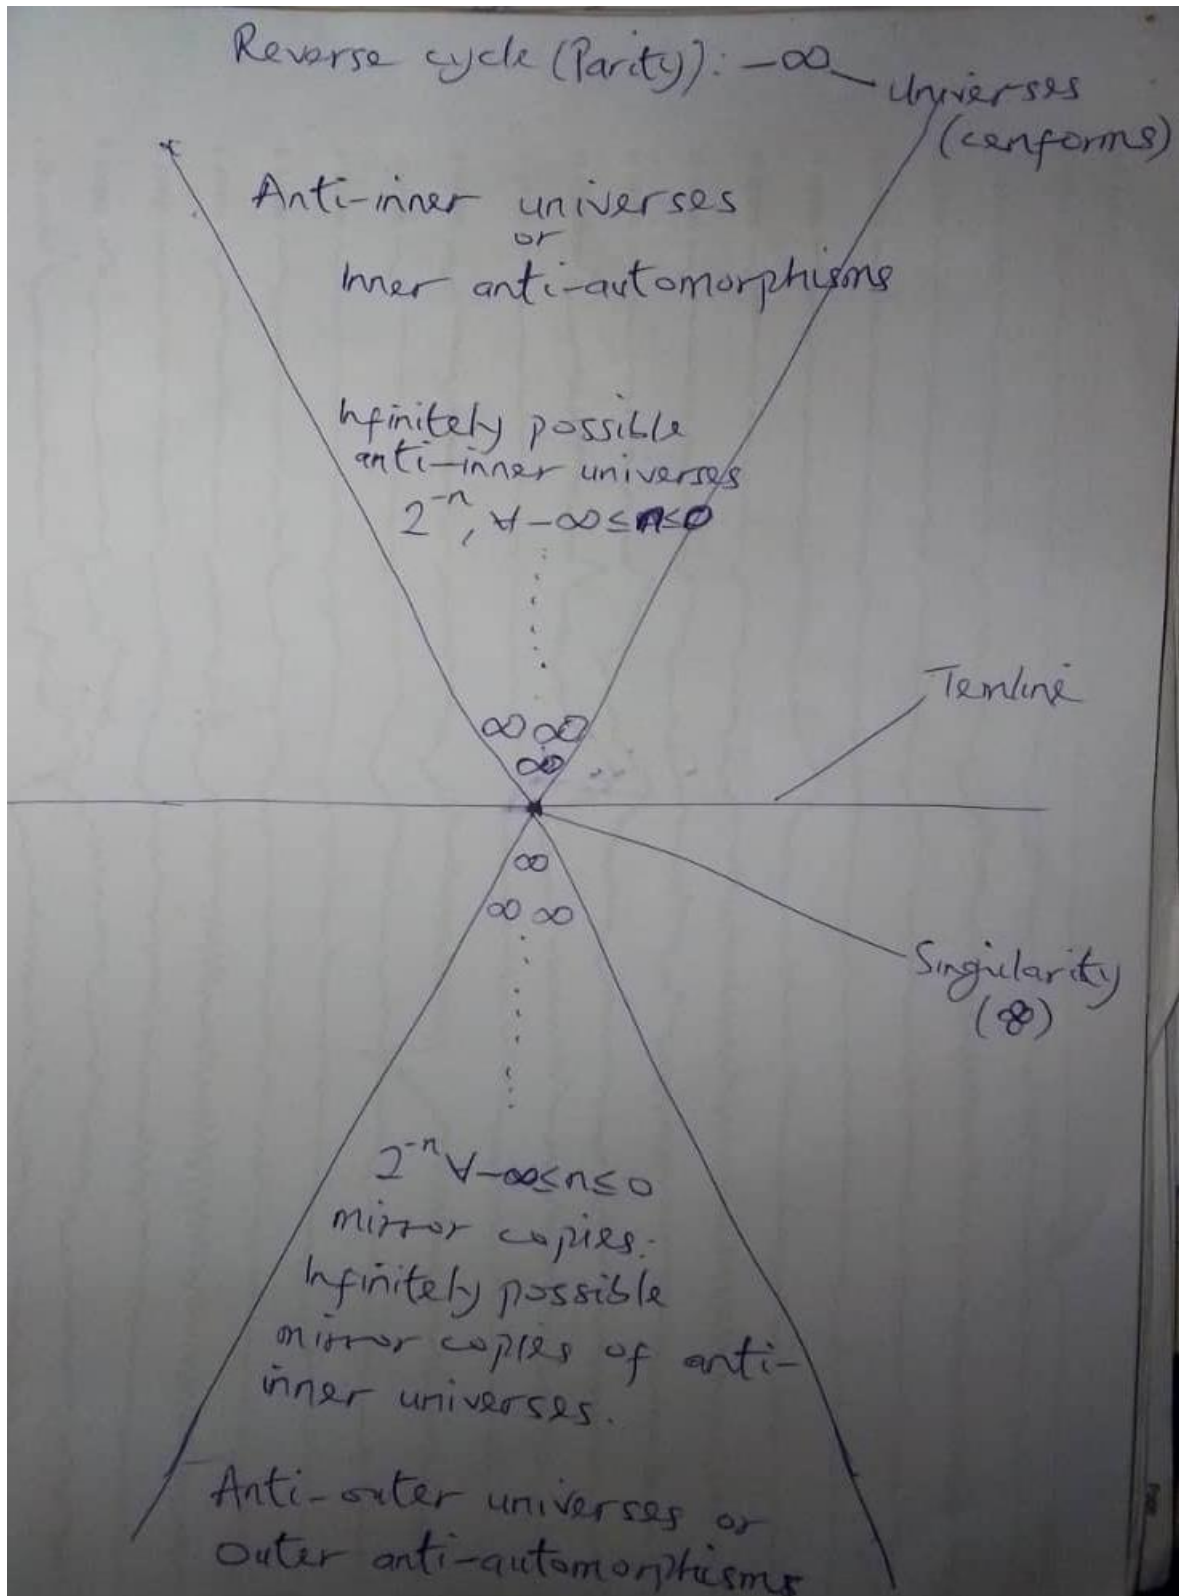 Reverse cycle (Parity): -∞
Universes
(cenforms)
Anti-inner universes
or
Inner anti-automorphisms
Infinitely possible
anti-inner universes
2⁻ⁿ, ∀ -∞ ≤ n ≤ 0
∞ ∞
∞
Temline
∞
∞ ∞
Singularity
2⁻ⁿ ∀ -∞ ≤ n ≤ 0
mirror copies.
Infinitely possible
mirror copies of anti-
inner universes.
Anti-outer universes or
outer anti-automorphisms